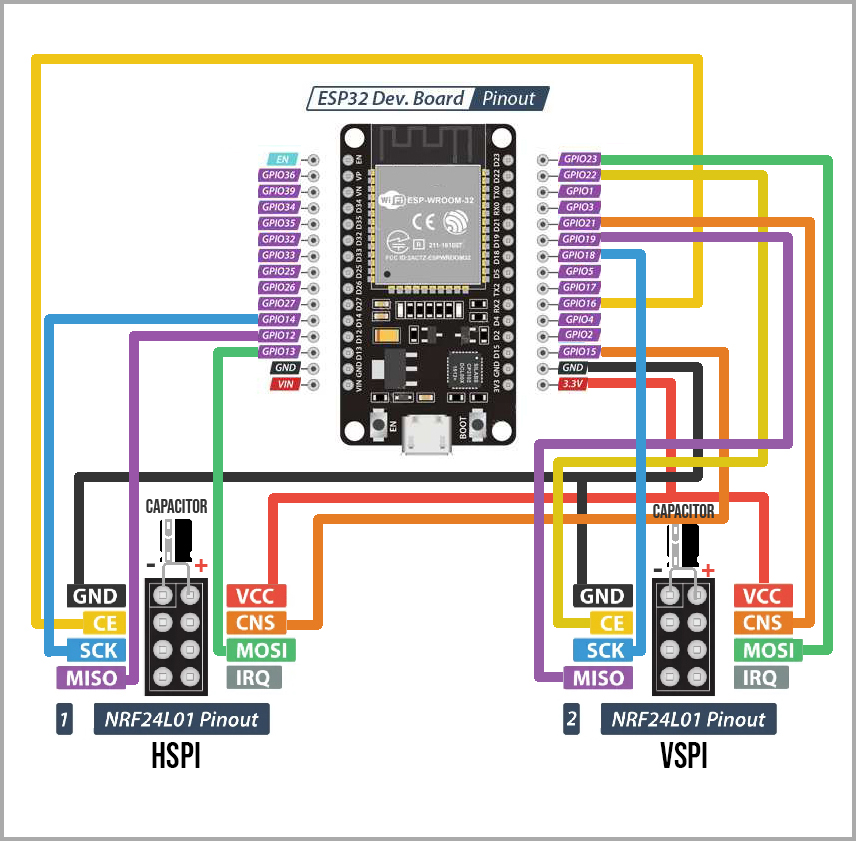 ESP32 Dev. Board Pinout
EN
GPIO36
GPIO39
GPIO34
GPIO35
GPIO32
GPIO33
GPIO25
GPIO26
GPIO27
GPIO14
GPIO12
GPIO13
GND
VIN
EN
VP
VN
D34
D35
D32
D33
D25
D26
D27
D14
D12
D13
GND
VIN
WiFi ESP-WROOM-32
CE
R 211-161007
FCC ID:2AC7Z-ESPWROOM32
EN
BOOT
D23
D22
TX0
RX0
D21
D19
D18
D5
TX2
RX2
D4
D2
D15
GND
3V3
GPIO23
GPIO22
GPIO1
GPIO3
GPIO21
GPIO19
GPIO18
GPIO5
GPIO17
GPIO16
GPIO4
GPIO2
GPIO15
GND
3.3V
CAPACITOR
- +
GND
CE
SCK
MISO
VCC
CNS
MOSI
IRQ
1 NRF24L01 Pinout
HSPI
CAPACITOR
- +
GND
CE
SCK
MISO
VCC
CNS
MOSI
IRQ
2 NRF24L01 Pinout
VSPI